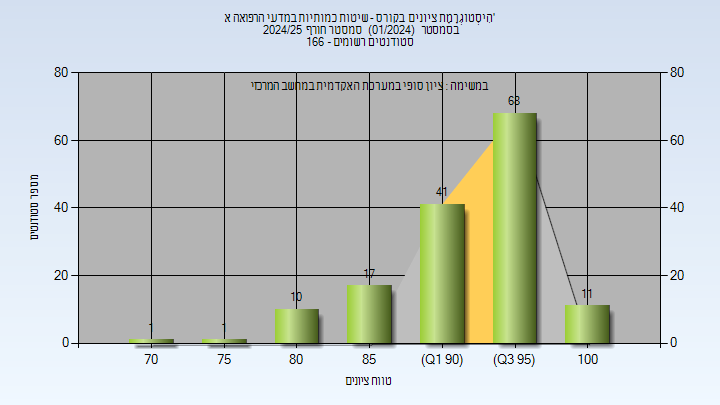 היסטוגרמת ציונים בקורס - שיטות כמותיות במדעי הרפואה א'
בסמסטר (01/2024) סמסטר חורף 2024/25
סטודנטים רשומים - 166
במשימה : ציון סופי במערכת האקדמית במחשב המרכזי
80
80
60
60
40
40
20
20
0
0
1
1
10
17
41
68
11
מספר סטודנטים
70
75
80
85
(Q1 90)
(Q3 95)
100
טווח ציונים